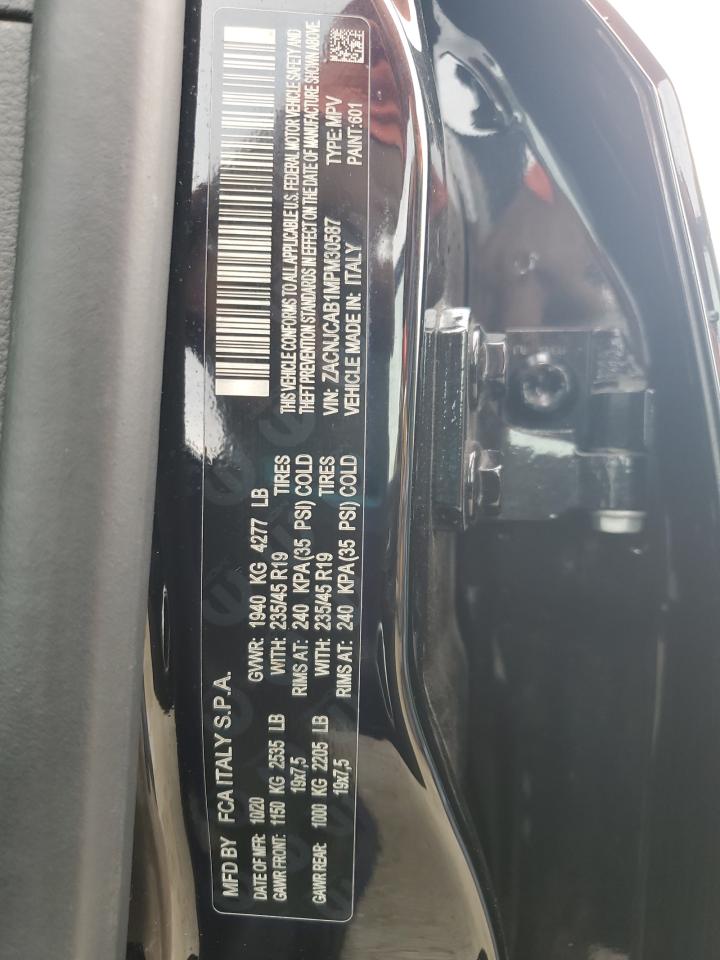 MFD BY FCA ITALY S.P.A.
DATE OF MFR: 10/20 GVWR: 1940 KG 4277 LB
GAWR FRONT: 1150 KG 2535 LB WITH: 235/45 R19 TIRES
19x7,5 RIMS AT: 240 KPA(35 PSI) COLD
GAWR REAR: 1000 KG 2205 LB WITH: 235/45 R19 TIRES
19x7,5 RIMS AT: 240 KPA(35 PSI) COLD
THIS VEHICLE CONFORMS TO ALL APPLICABLE U.S. FEDERAL MOTOR VEHICLE SAFETY AND
THEFT PREVENTION STANDARDS IN EFFECT ON THE DATE OF MANUFACTURE SHOWN ABOVE.
VIN: ZACNJCAB1MPM30587 TYPE: MPV
VEHICLE MADE IN: ITALY PAINT:601